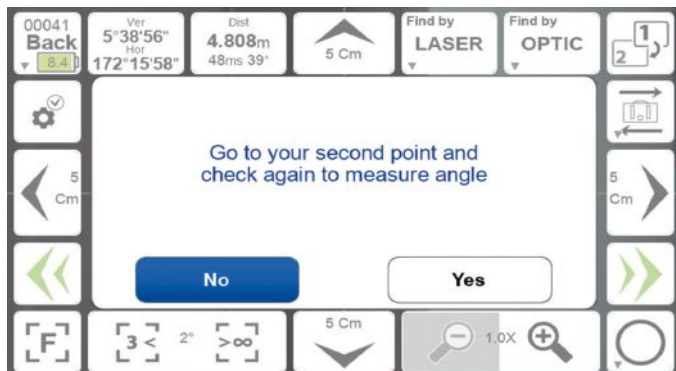 00041
Back
8.4
Ver
5°38'56"
Hor
172°15'58"
Dist
4.808m
48ms 39°
5 Cm
Find by
LASER
Find by
OPTIC
1
2
Go to your second point and
check again to measure angle
5
Cm
5
Cm
No
Yes
F
3 <
2°
>∞
5 Cm
1.0X